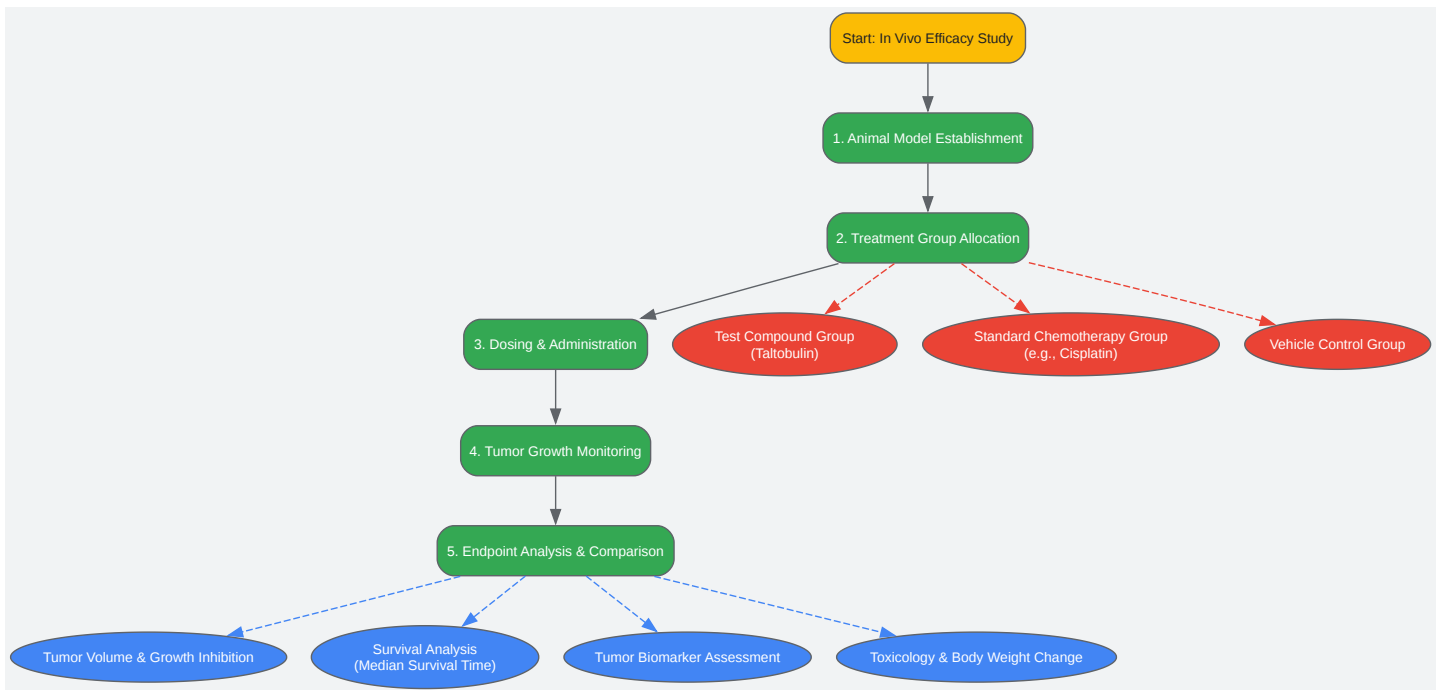 Start: In Vivo Efficacy Study
1. Animal Model Establishment
2. Treatment Group Allocation
3. Dosing & Administration
Test Compound Group
(Taltobulin)
Standard Chemotherapy Group
(e.g., Cisplatin)
Vehicle Control Group
4. Tumor Growth Monitoring
5. Endpoint Analysis & Comparison
Tumor Volume & Growth Inhibition
Survival Analysis
(Median Survival Time)
Tumor Biomarker Assessment
Toxicology & Body Weight Change